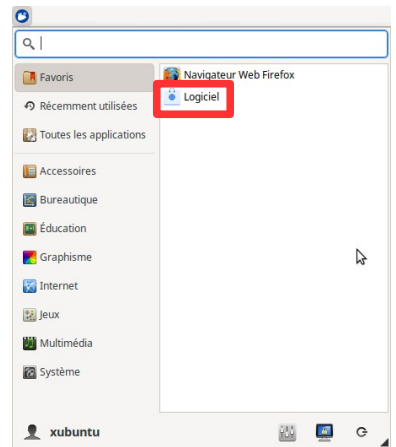 Favoris
Navigateur Web Firefox
Récemment utilisées
Logiciel
Toutes les applications
Accessoires
Bureautique
Éducation
Graphisme
Internet
Jeux
Multimédia
Système
xubuntu